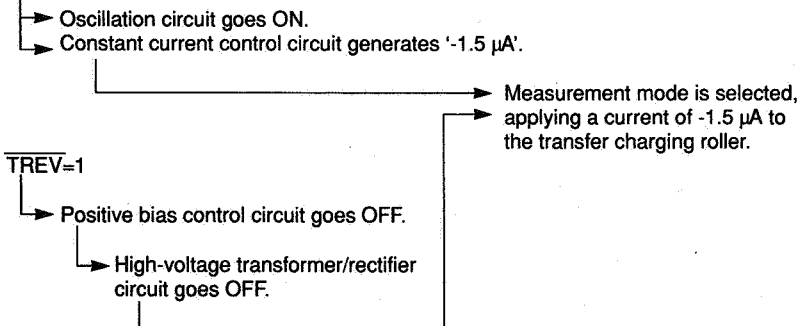 Oscillation circuit goes ON.
Constant current control circuit generates ‘-1.5 µA’.
Measurement mode is selected,
applying a current of -1.5 µA to
the transfer charging roller.
T̅R̅E̅V̅=1
Positive bias control circuit goes OFF.
High-voltage transformer/rectifier
circuit goes OFF.